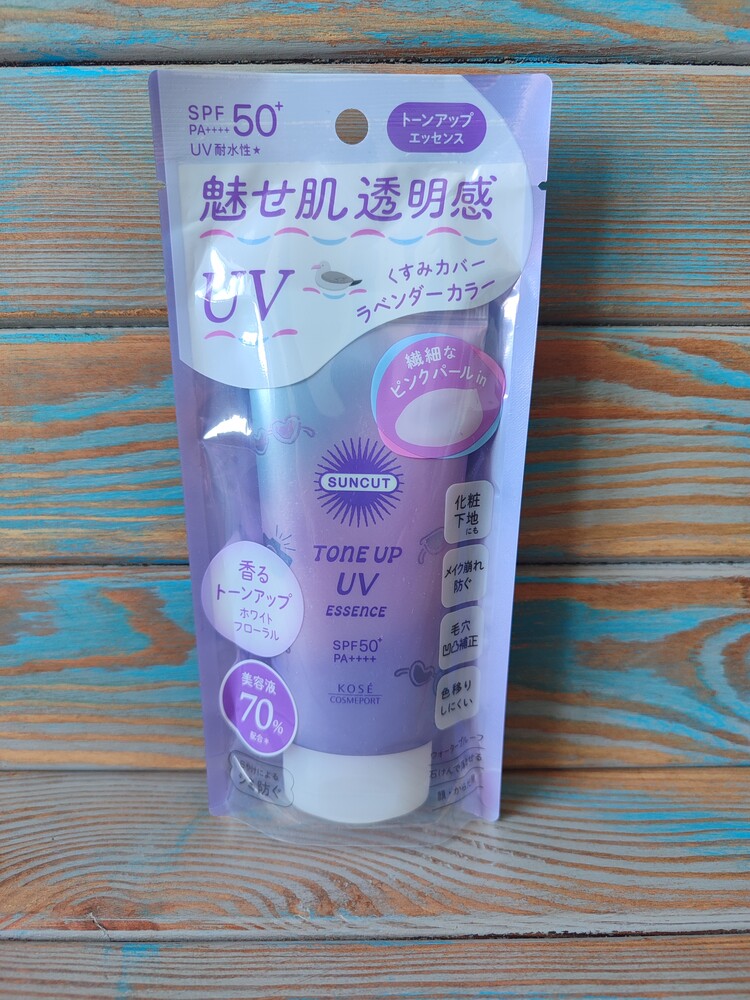 SPF 50+
PA++++
UV耐水性★
トーンアップ
エッセンス
魅せ肌 透明感
UV
くすみカバー
ラベンダーカラー
繊細な
ピンクパール in
SUNCUT
TONE UP
UV
ESSENCE
SPF50+
PA++++
KOSÉ
COSMEPORT
化粧
下地
にも
メイク崩れ
防ぐ
毛穴
凹凸補正
色移り
しにくい
香る
トーンアップ
ホワイト
フローラル
美容液
70%
配合※
防ぐ